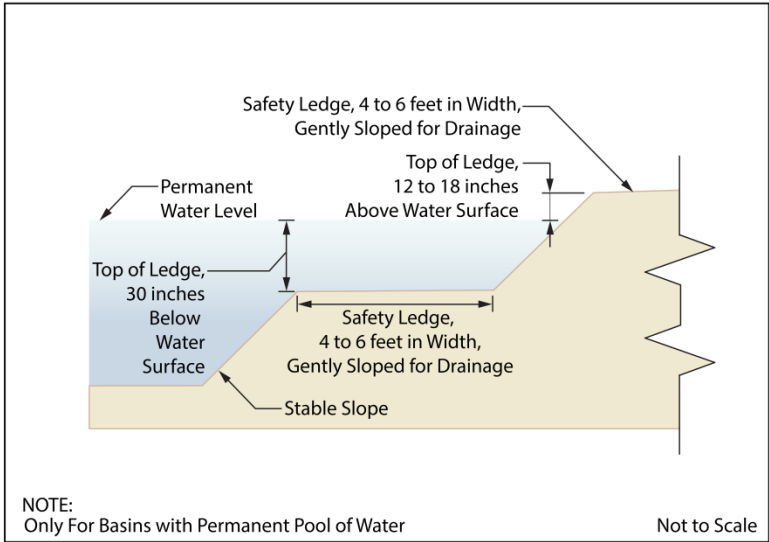 Safety Ledge, 4 to 6 feet in Width,
Gently Sloped for Drainage
Top of Ledge,
12 to 18 inches
Above Water Surface
Permanent
Water Level
Top of Ledge,
30 inches
Below
Water
Surface
Safety Ledge,
4 to 6 feet in Width,
Gently Sloped for Drainage
Stable Slope
NOTE:
Only For Basins with Permanent Pool of Water
Not to Scale